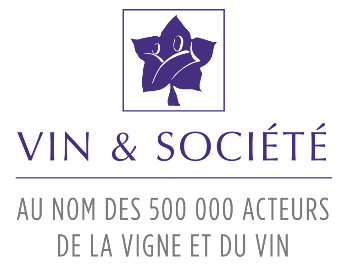 VIN & SOCIÉTÉ
AU NOM DES 500 000 ACTEURS
DE LA VIGNE ET DU VIN